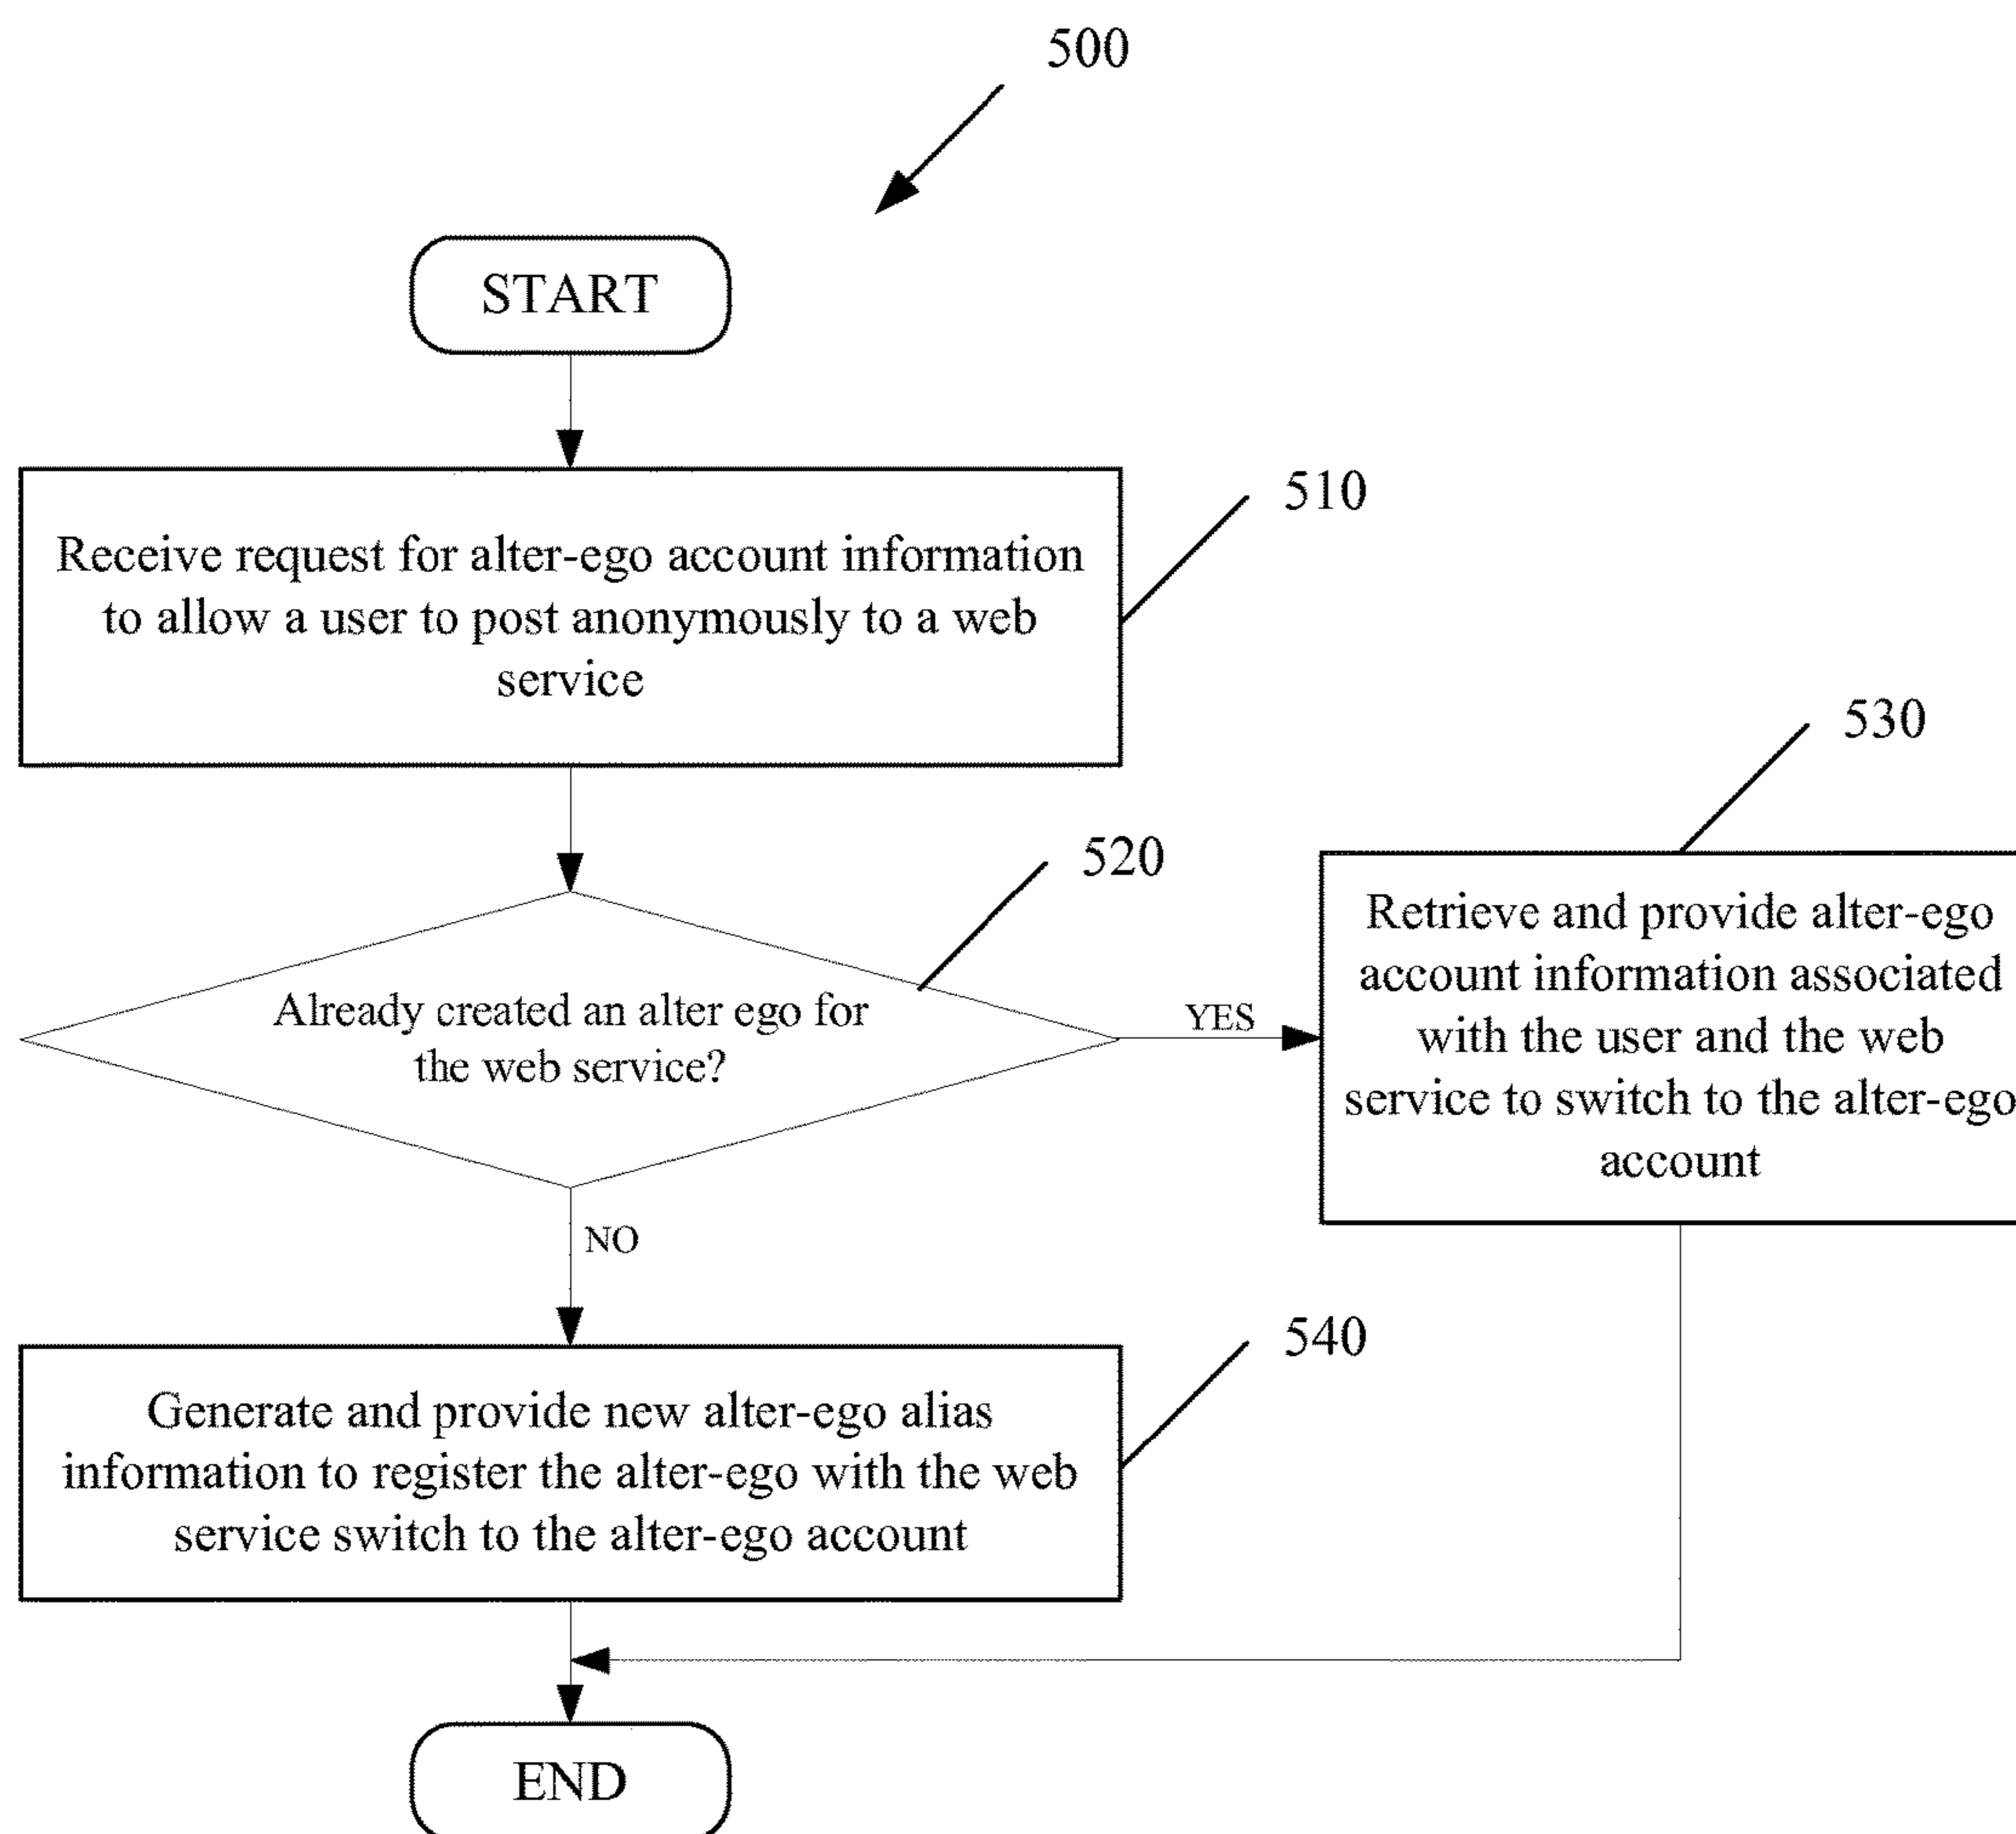 500
START
510
Receive request for alter-ego account information
to allow a user to post anonymously to a web
service
520
Already created an alter ego for
the web service?
YES
530
Retrieve and provide alter-ego
account information associated
with the user and the web
service to switch to the alter-ego
account
NO
540
Generate and provide new alter-ego alias
information to register the alter-ego with the web
service switch to the alter-ego account
END